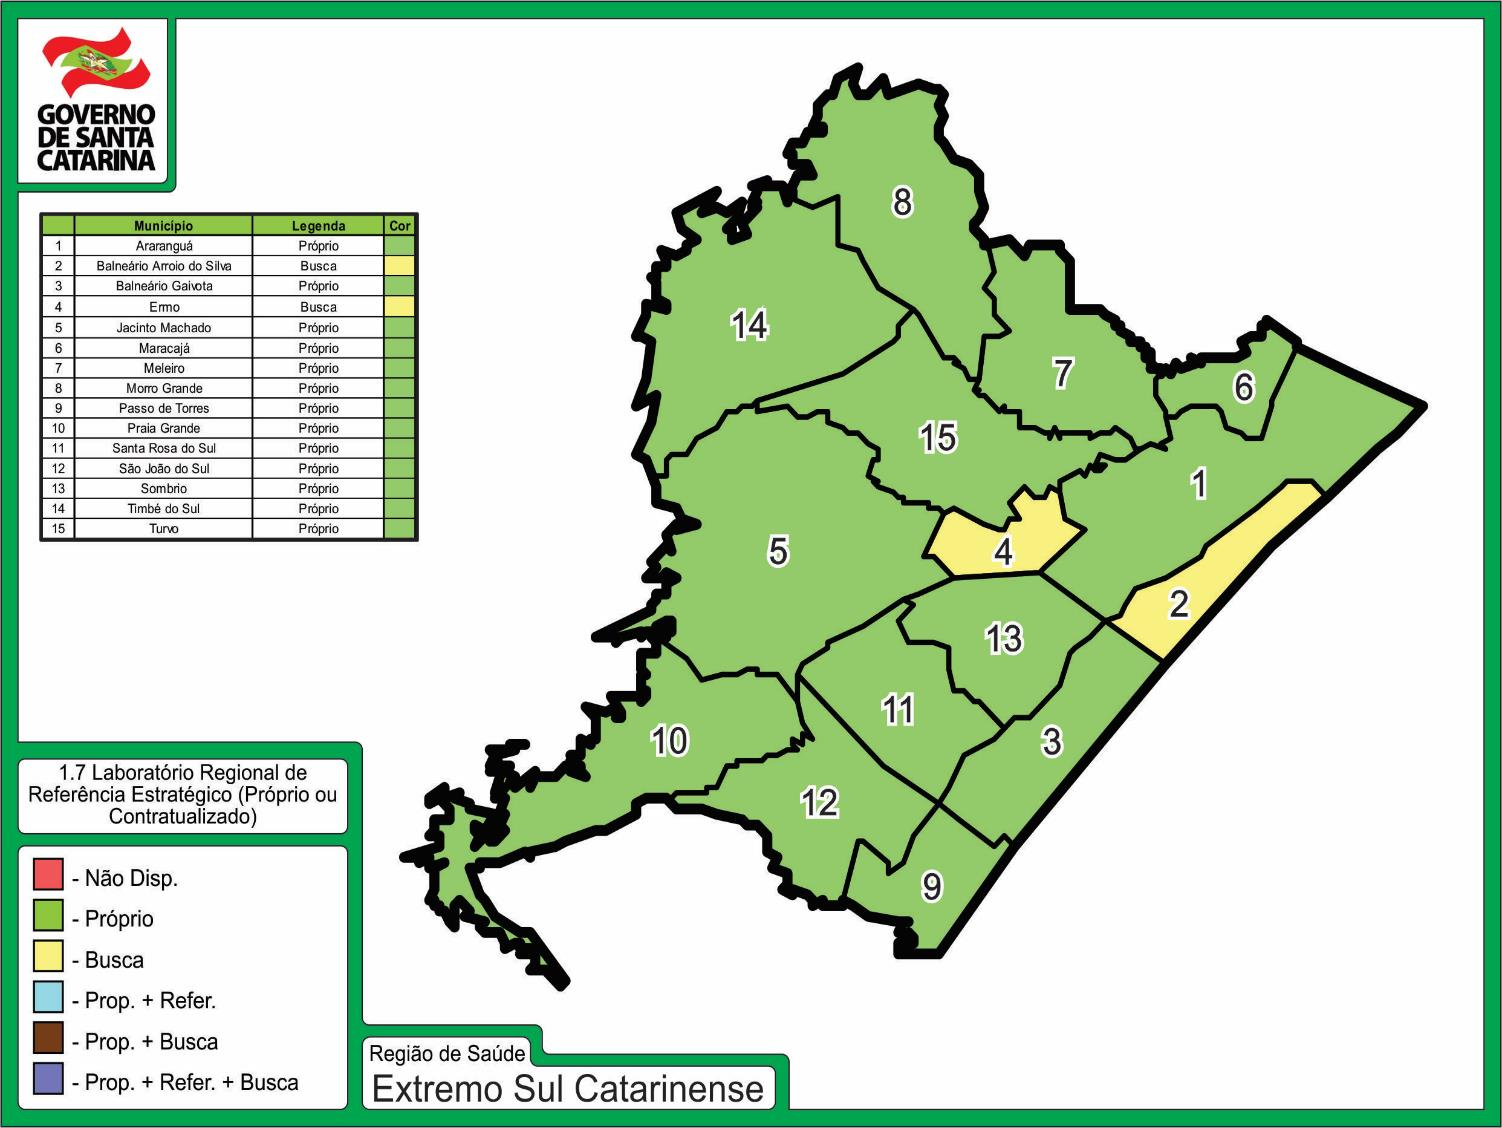 GOVERNO
DE SANTA
CATARINA
Município Legenda Cor
1 Araranguá Próprio
2 Balneário Arroio do Silva Busca
3 Balneário Gaivota Próprio
4 Ermo Busca
5 Jacinto Machado Próprio
6 Maracajá Próprio
7 Meleiro Próprio
8 Morro Grande Próprio
9 Passo de Torres Próprio
10 Praia Grande Próprio
11 Santa Rosa do Sul Próprio
12 São João do Sul Próprio
13 Sombrio Próprio
14 Timbé do Sul Próprio
15 Turvo Próprio
8
14
7
6
15
1
5
4
2
13
11
10
3
12
9
1.7 Laboratório Regional de
Referência Estratégico (Próprio ou
Contratualizado)
- Não Disp.
- Próprio
- Busca
- Prop. + Refer.
- Prop. + Busca
- Prop. + Refer. + Busca
Região de Saúde
Extremo Sul Catarinense